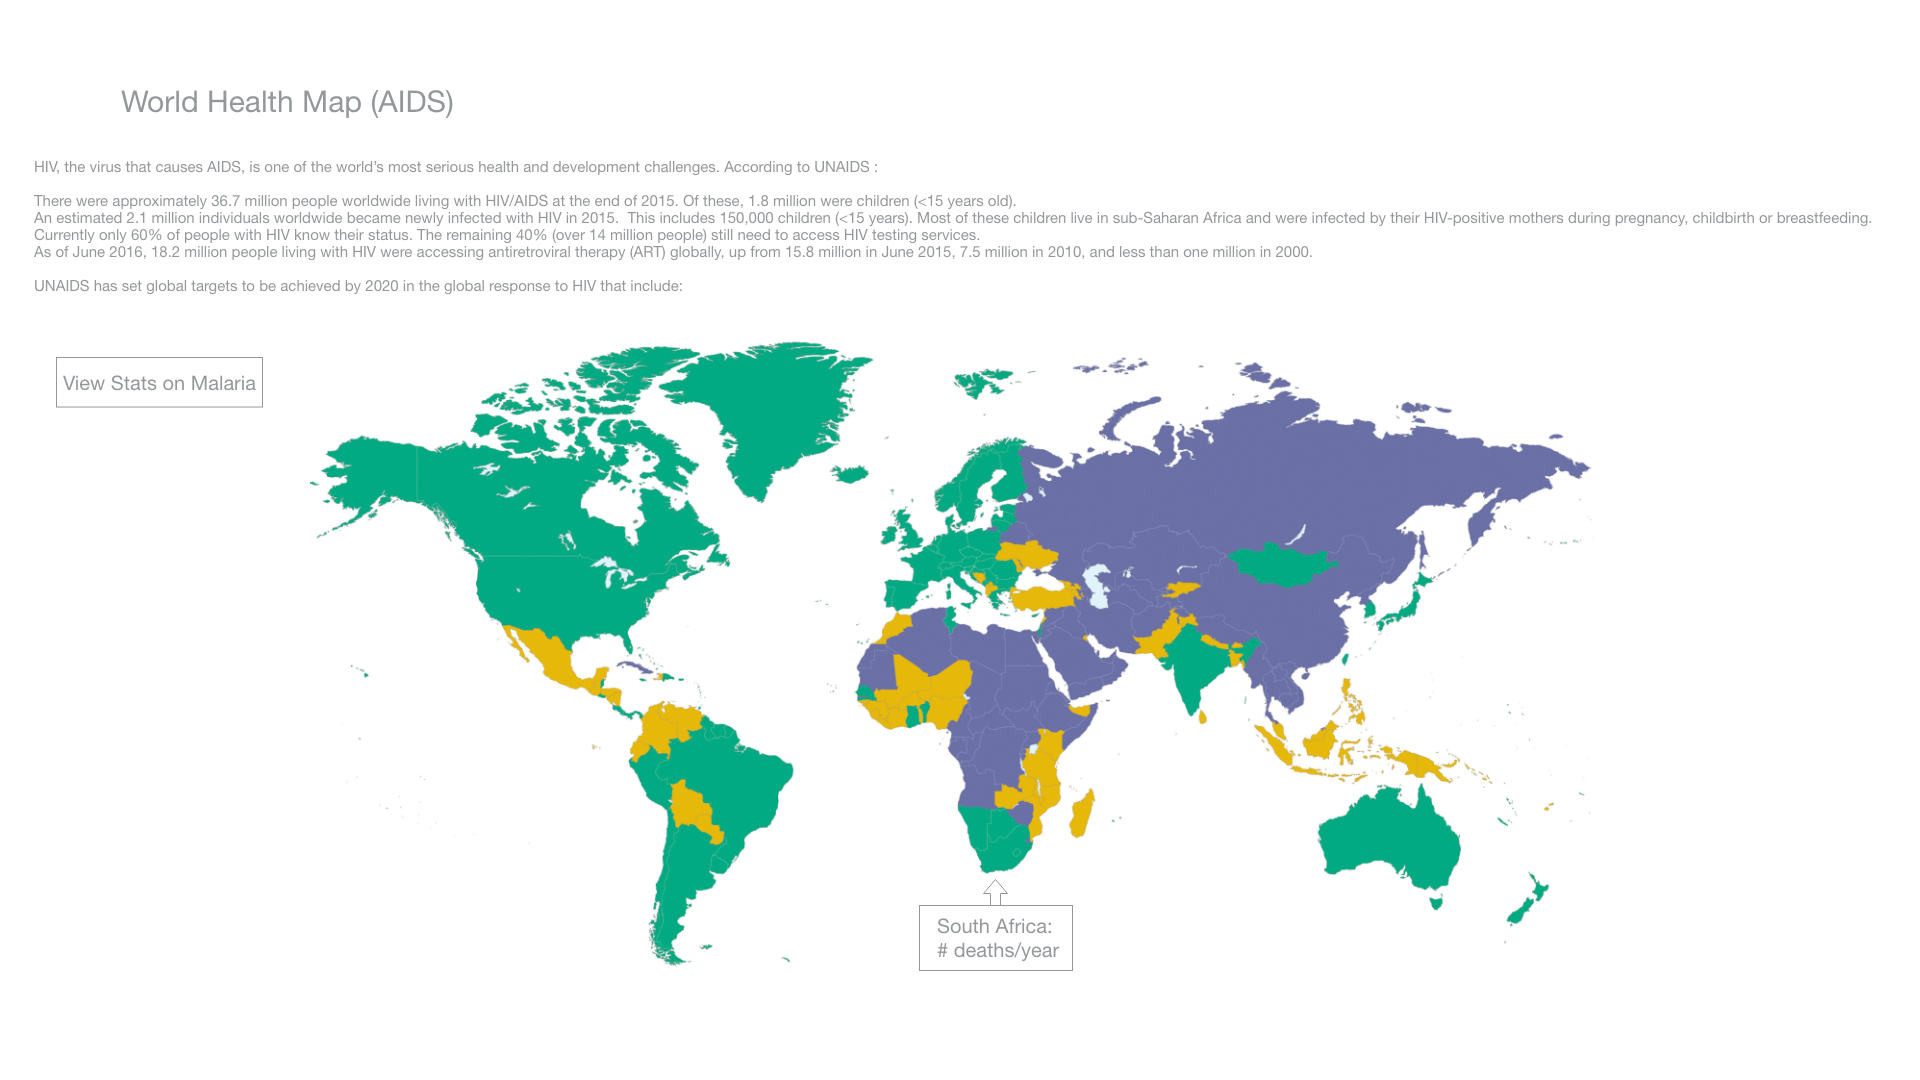 World Health Map (AIDS)
HIV, the virus that causes AIDS, is one of the world’s most serious health and development challenges. According to UNAIDS :
There were approximately 36.7 million people worldwide living with HIV/AIDS at the end of 2015. Of these, 1.8 million were children (<15 years old).
An estimated 2.1 million individuals worldwide became newly infected with HIV in 2015.  This includes 150,000 children (<15 years). Most of these children live in sub-Saharan Africa and were infected by their HIV-positive mothers during pregnancy, childbirth or breastfeeding.
Currently only 60% of people with HIV know their status. The remaining 40% (over 14 million people) still need to access HIV testing services.
As of June 2016, 18.2 million people living with HIV were accessing antiretroviral therapy (ART) globally, up from 15.8 million in June 2015, 7.5 million in 2010, and less than one million in 2000.
UNAIDS has set global targets to be achieved by 2020 in the global response to HIV that include:
View Stats on Malaria
South Africa:
# deaths/year